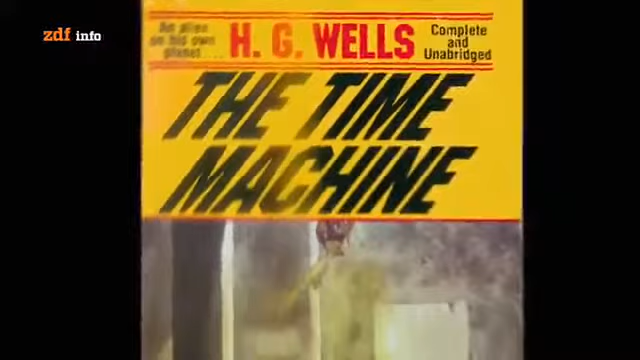 zdf info
An alien
on his own
planet....
H. G. WELLS
Complete
and
Unabridged
THE TIME
MACHINE